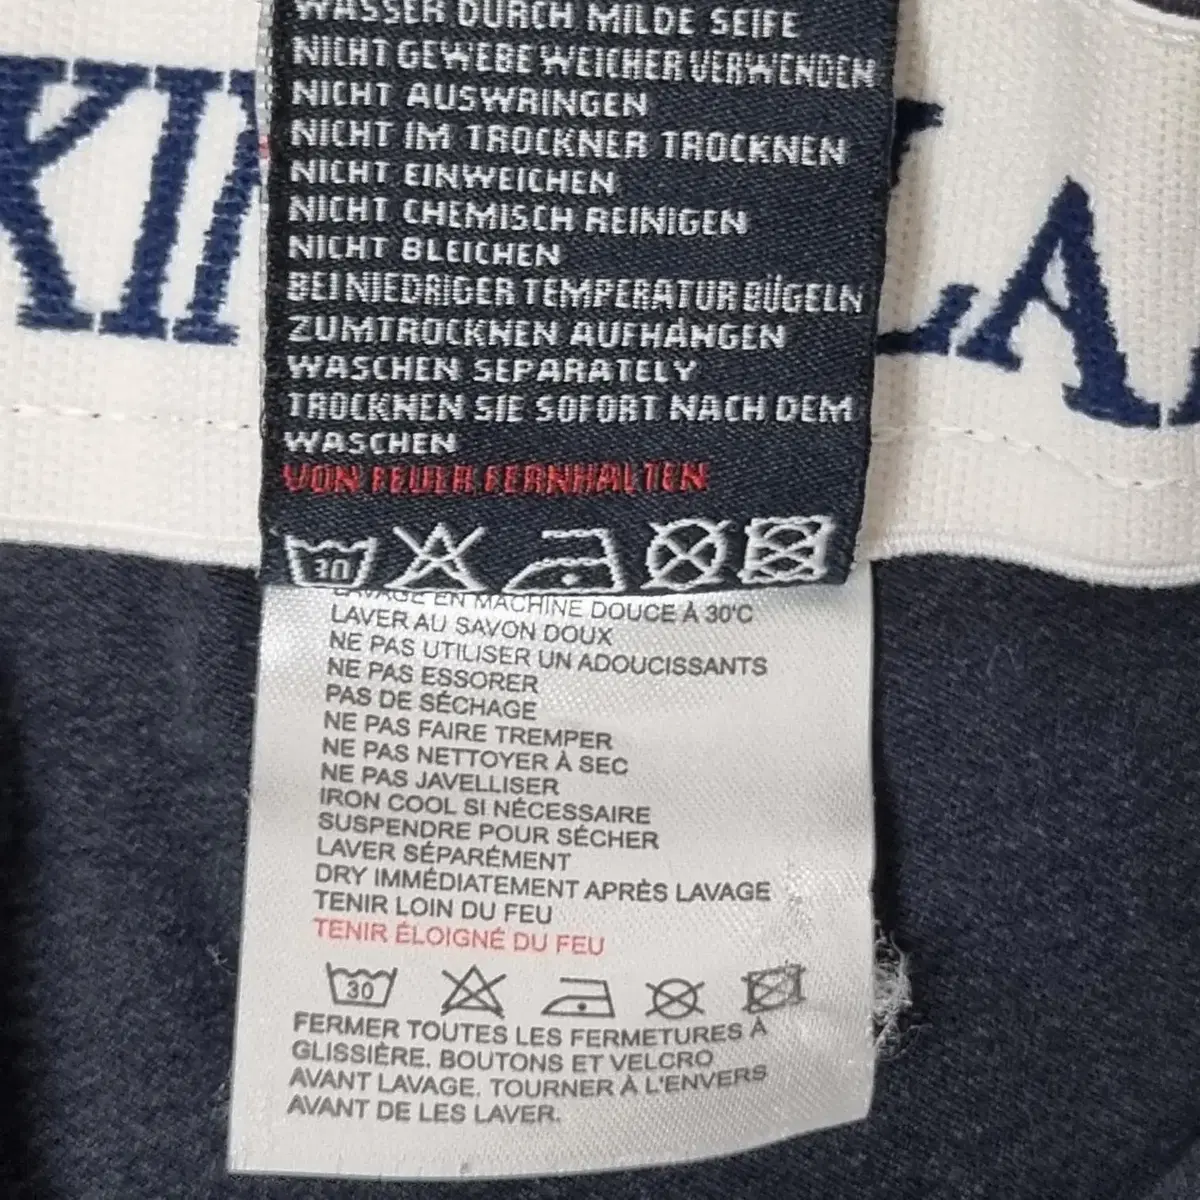 WASSER DURCH MILDE SEIFE
NICHT GEWEBE WEICHER VERWENDEN
NICHT AUSWRINGEN
NICHT IM TROCKNER TROCKNEN
NICHT EINWEICHEN
NICHT CHEMISCH REINIGEN
NICHT BLEICHEN
BEI NIEDRIGER TEMPERATUR BÜGELN
ZUMTROCKNEN AUFHÄNGEN
WASCHEN SEPARATELY
TROCKNEN SIE SOFORT NACH DEM
WASCHEN
VON FEUER FERNHALTEN
30
LAVAGE EN MACHINE DOUCE À 30°C
LAVER AU SAVON DOUX
NE PAS UTILISER UN ADOUCISSANTS
NE PAS ESSORER
PAS DE SÉCHAGE
NE PAS FAIRE TREMPER
NE PAS NETTOYER À SEC
NE PAS JAVELLISER
IRON COOL SI NÉCESSAIRE
SUSPENDRE POUR SÉCHER
LAVER SÉPARÉMENT
DRY IMMÉDIATEMENT APRÈS LAVAGE
TENIR LOIN DU FEU
TENIR ÉLOIGNÉ DU FEU
30
FERMER TOUTES LES FERMETURES À
GLISSIÈRE, BOUTONS ET VELCRO
AVANT LAVAGE. TOURNER À L'ENVERS
AVANT DE LES LAVER.